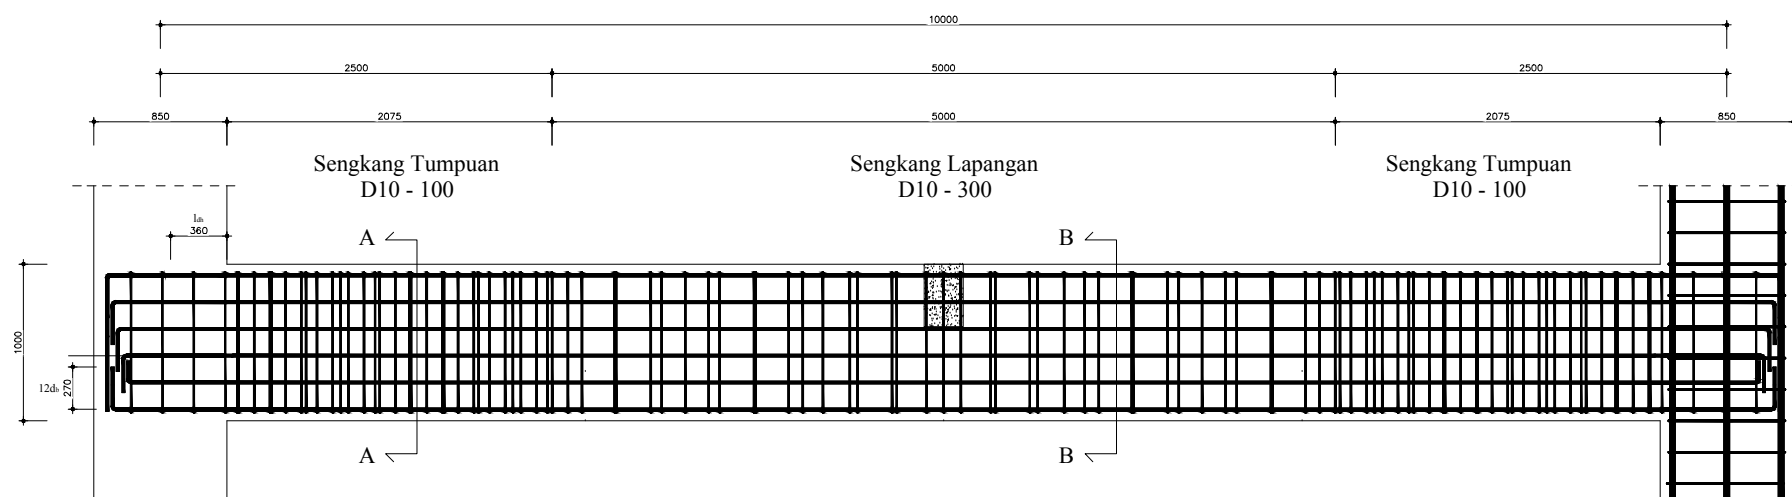 10000
2500
5000
2500
850
2075
5000
2075
850
Sengkang Tumpuan
D10 - 100
Sengkang Lapangan
D10 - 300
Sengkang Tumpuan
D10 - 100
ldh
360
A
B
1000
12db
270
A
B